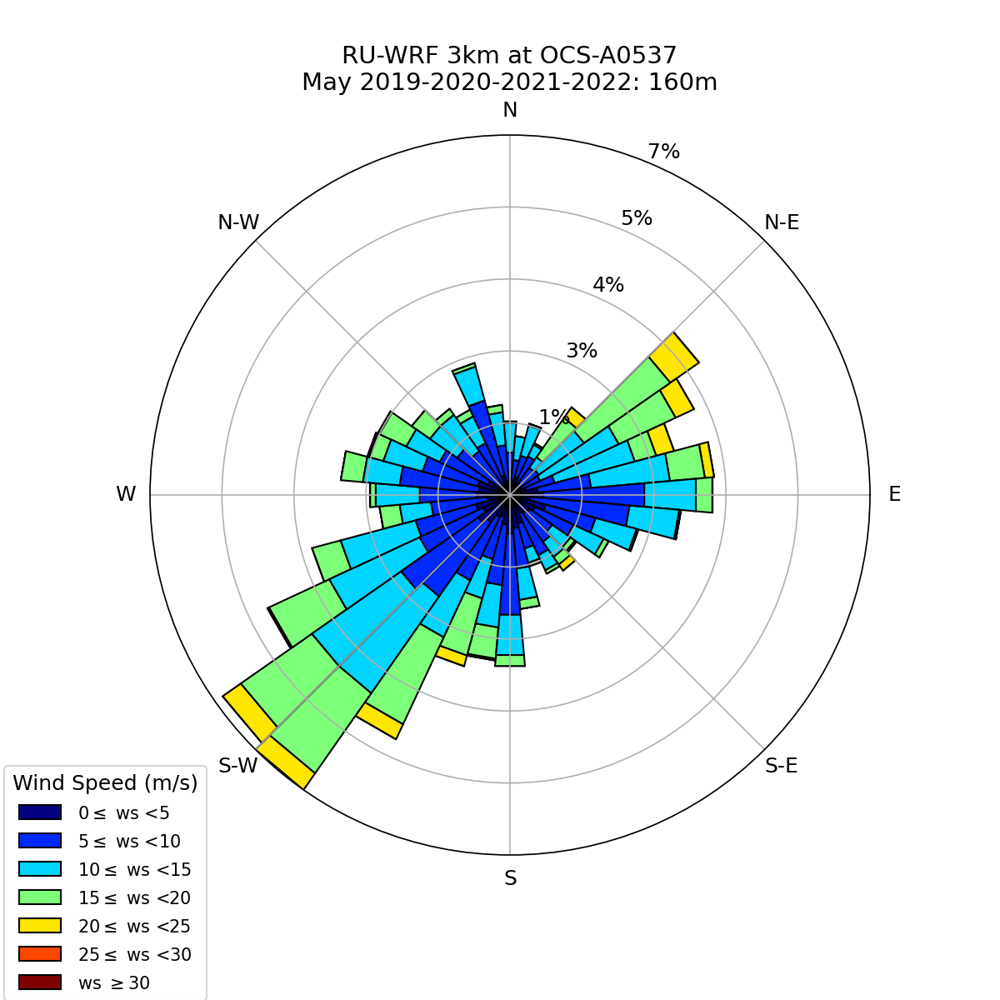 RU-WRF 3km at OCS-A0537
May 2019-2020-2021-2022: 160m
N
7%
N-W
5%
N-E
4%
3%
1%
W
E
S-W
S-E
S
Wind Speed (m/s)
0 ≤ ws <5
5 ≤ ws <10
10 ≤ ws <15
15 ≤ ws <20
20 ≤ ws <25
25 ≤ ws <30
ws ≥ 30